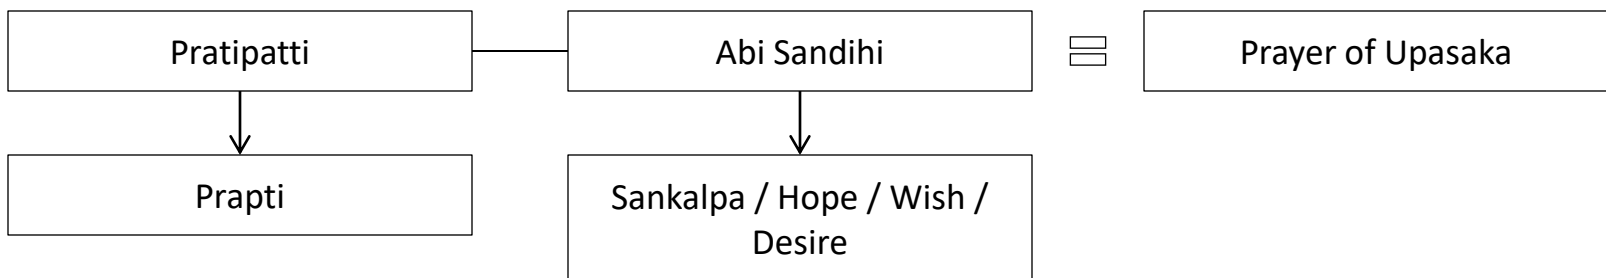 Pratipatti
Abi Sandihi
=
Prayer of Upasaka
Prapti
Sankalpa / Hope / Wish /
Desire